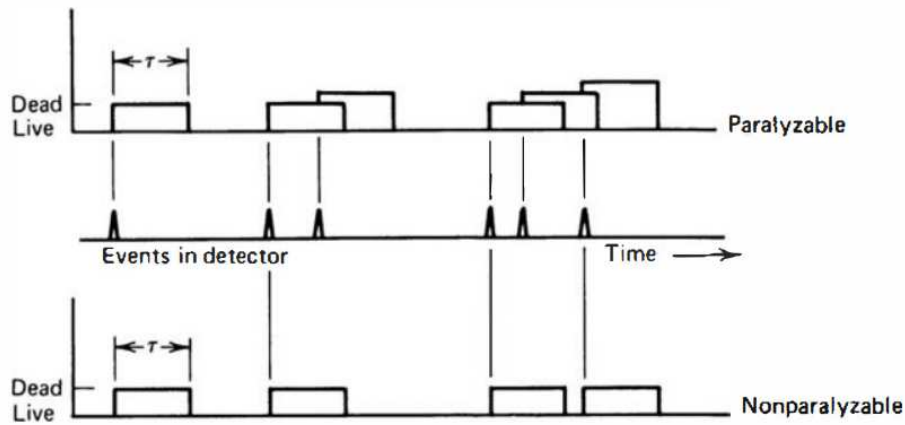 τ
Dead
Live
Paralyzable
Events in detector
Time
τ
Dead
Live
Nonparalyzable